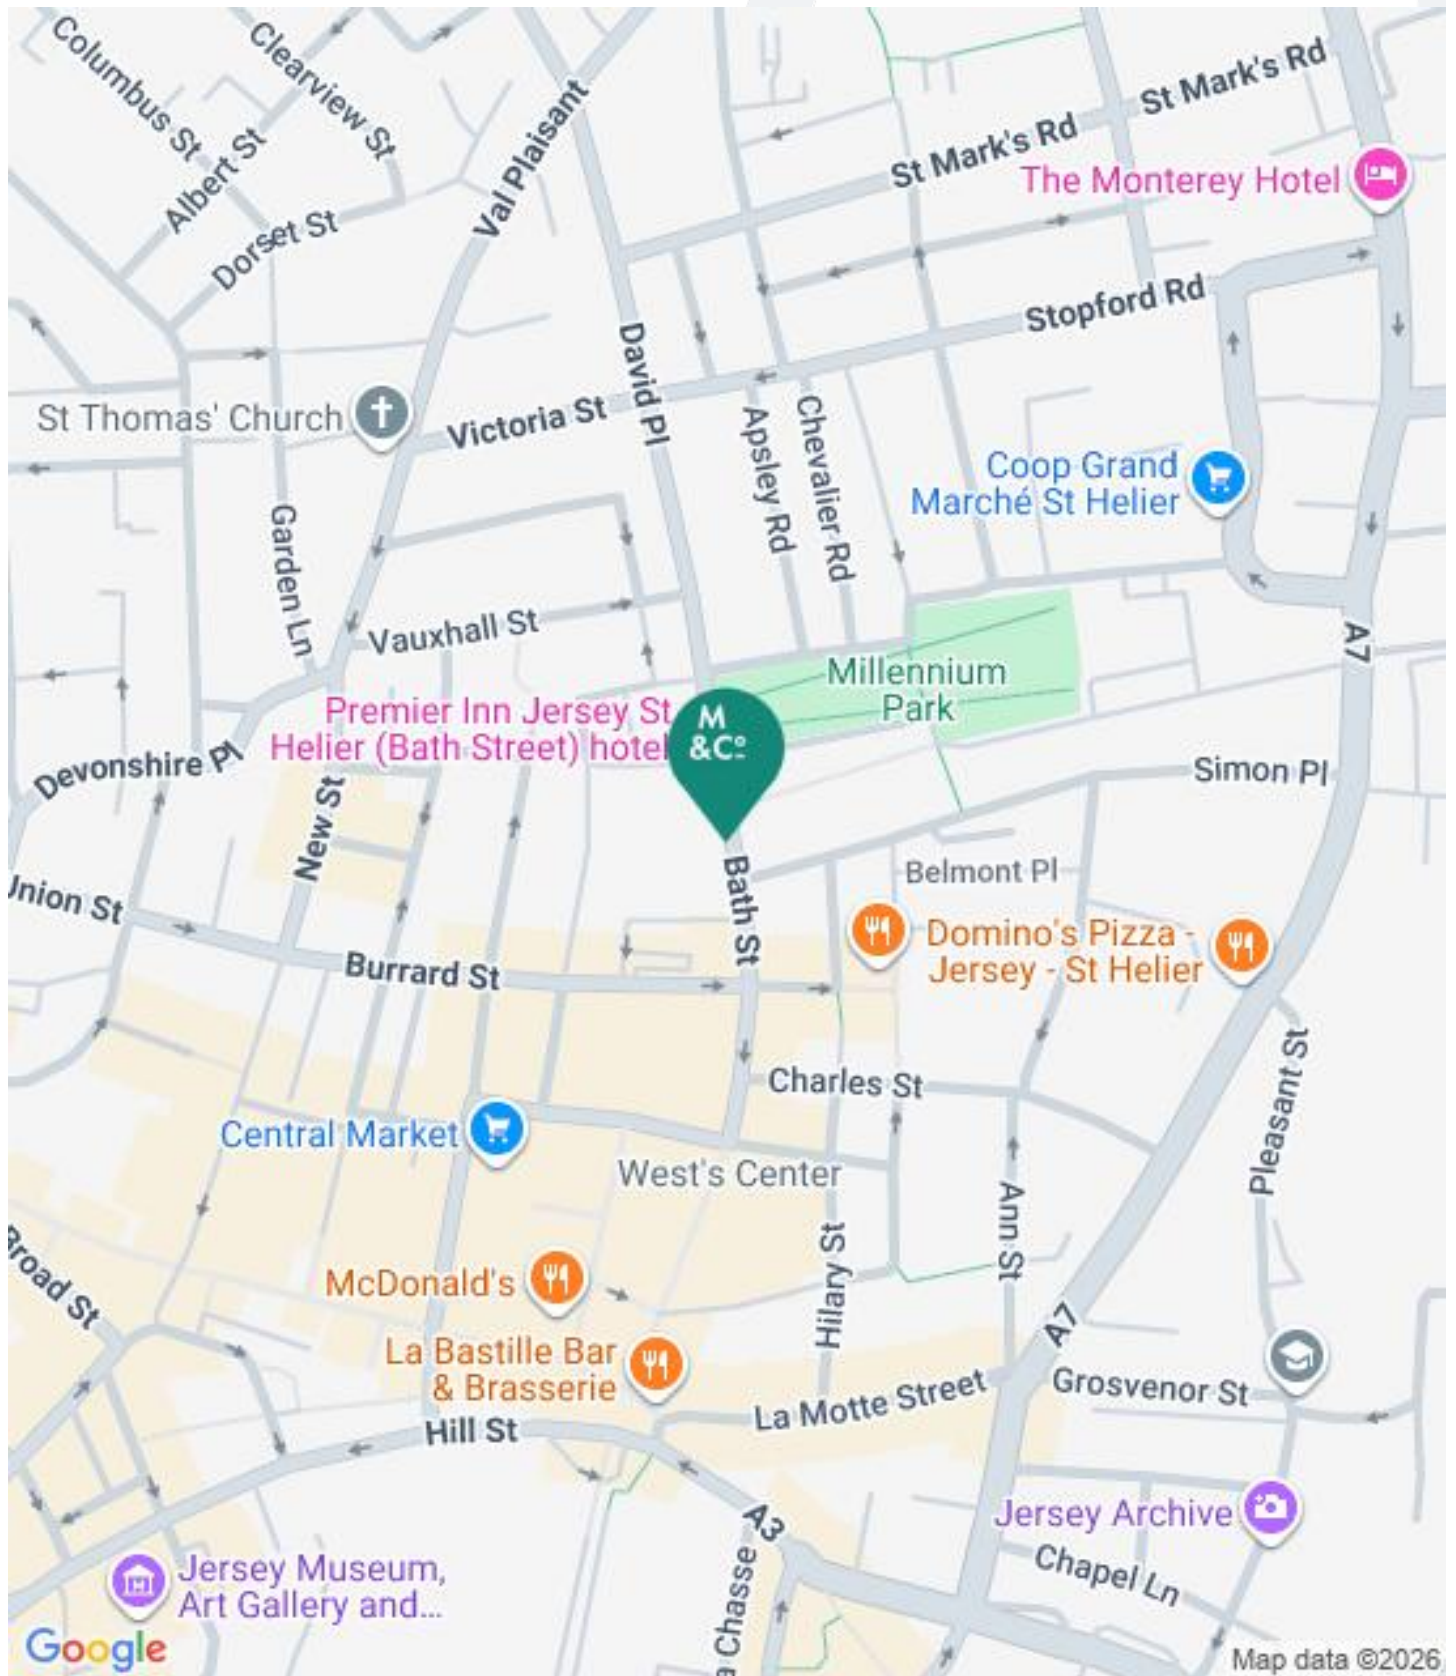 Columbus St
Clearview St
Albert St
Dorset St
Val Plaisant
St Mark's Rd
St Mark's Rd
The Monterey Hotel
Stopford Rd
David Pl
St Thomas' Church
Victoria St
Apsley Rd
Chevalier Rd
Coop Grand
Marché St Helier
Garden Ln
Vauxhall St
A7
Millennium
Park
Premier Inn Jersey St
Helier (Bath Street) hotel
M
&Co
Devonshire Pl
New St
Simon Pl
Union St
Bath St
Belmont Pl
Domino's Pizza -
Jersey - St Helier
Burrard St
Charles St
Pleasant St
Central Market
West's Center
Ann St
Hilary St
Broad St
McDonald's
La Bastille Bar
& Brasserie
A7
Grosvenor St
La Motte Street
Hill St
A3
Jersey Archive
Chapel Ln
Chasse
Jersey Museum,
Art Gallery and...
Google
Map data ©2026